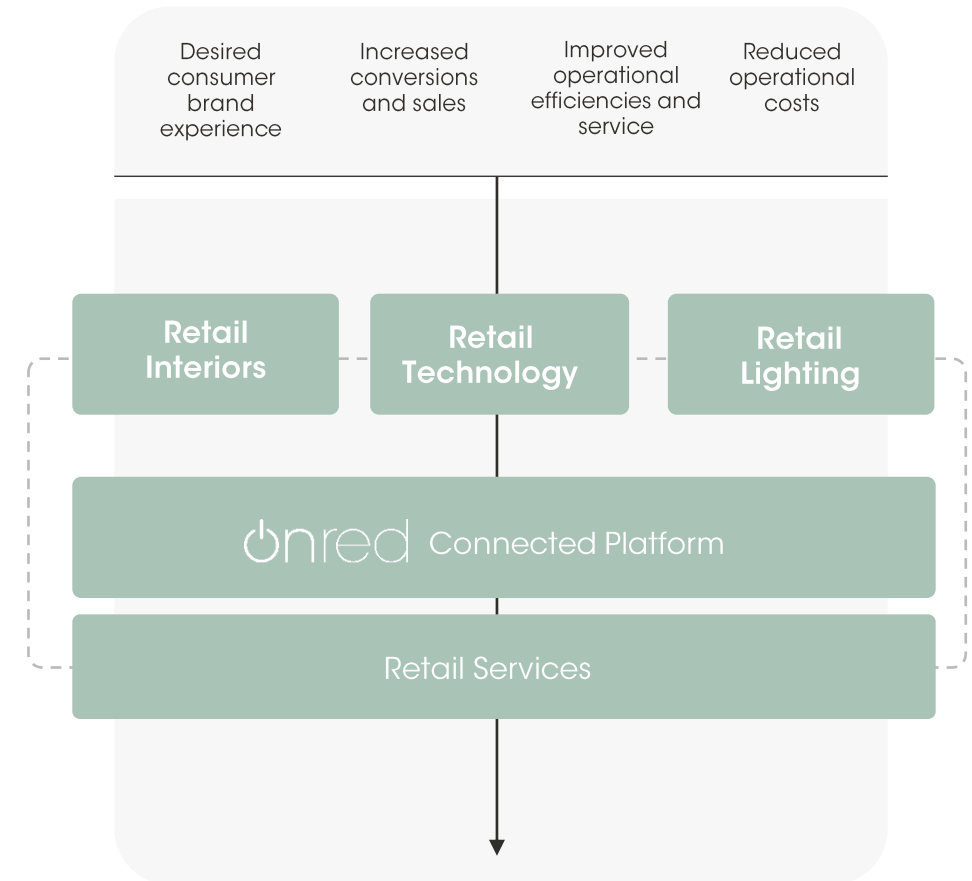 Desired
consumer
brand
experience
Increased
conversions
and sales
Improved
operational
efficiencies and
service
Reduced
operational
costs
Retail
Interiors
Retail
Technology
Retail
Lighting
onred Connected Platform
Retail Services